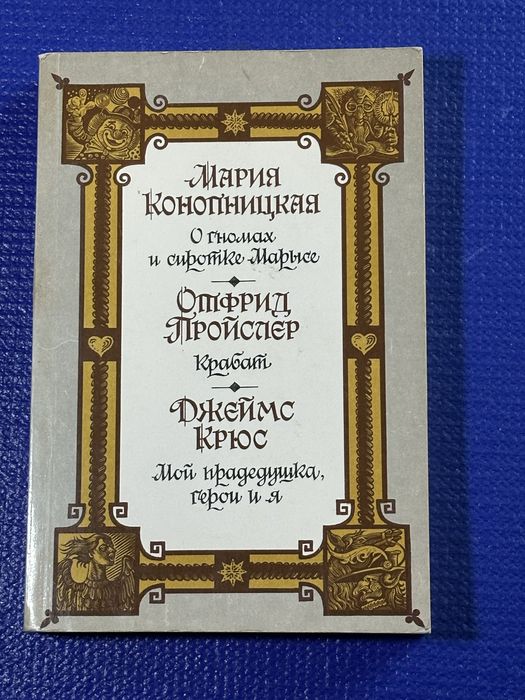 Мария
Конопницкая
О гномах
и сиротке Марысе
Отфрид
Пройслер
Крабат
Джеймс
Крюс
Мой прадедушка,
герои и я